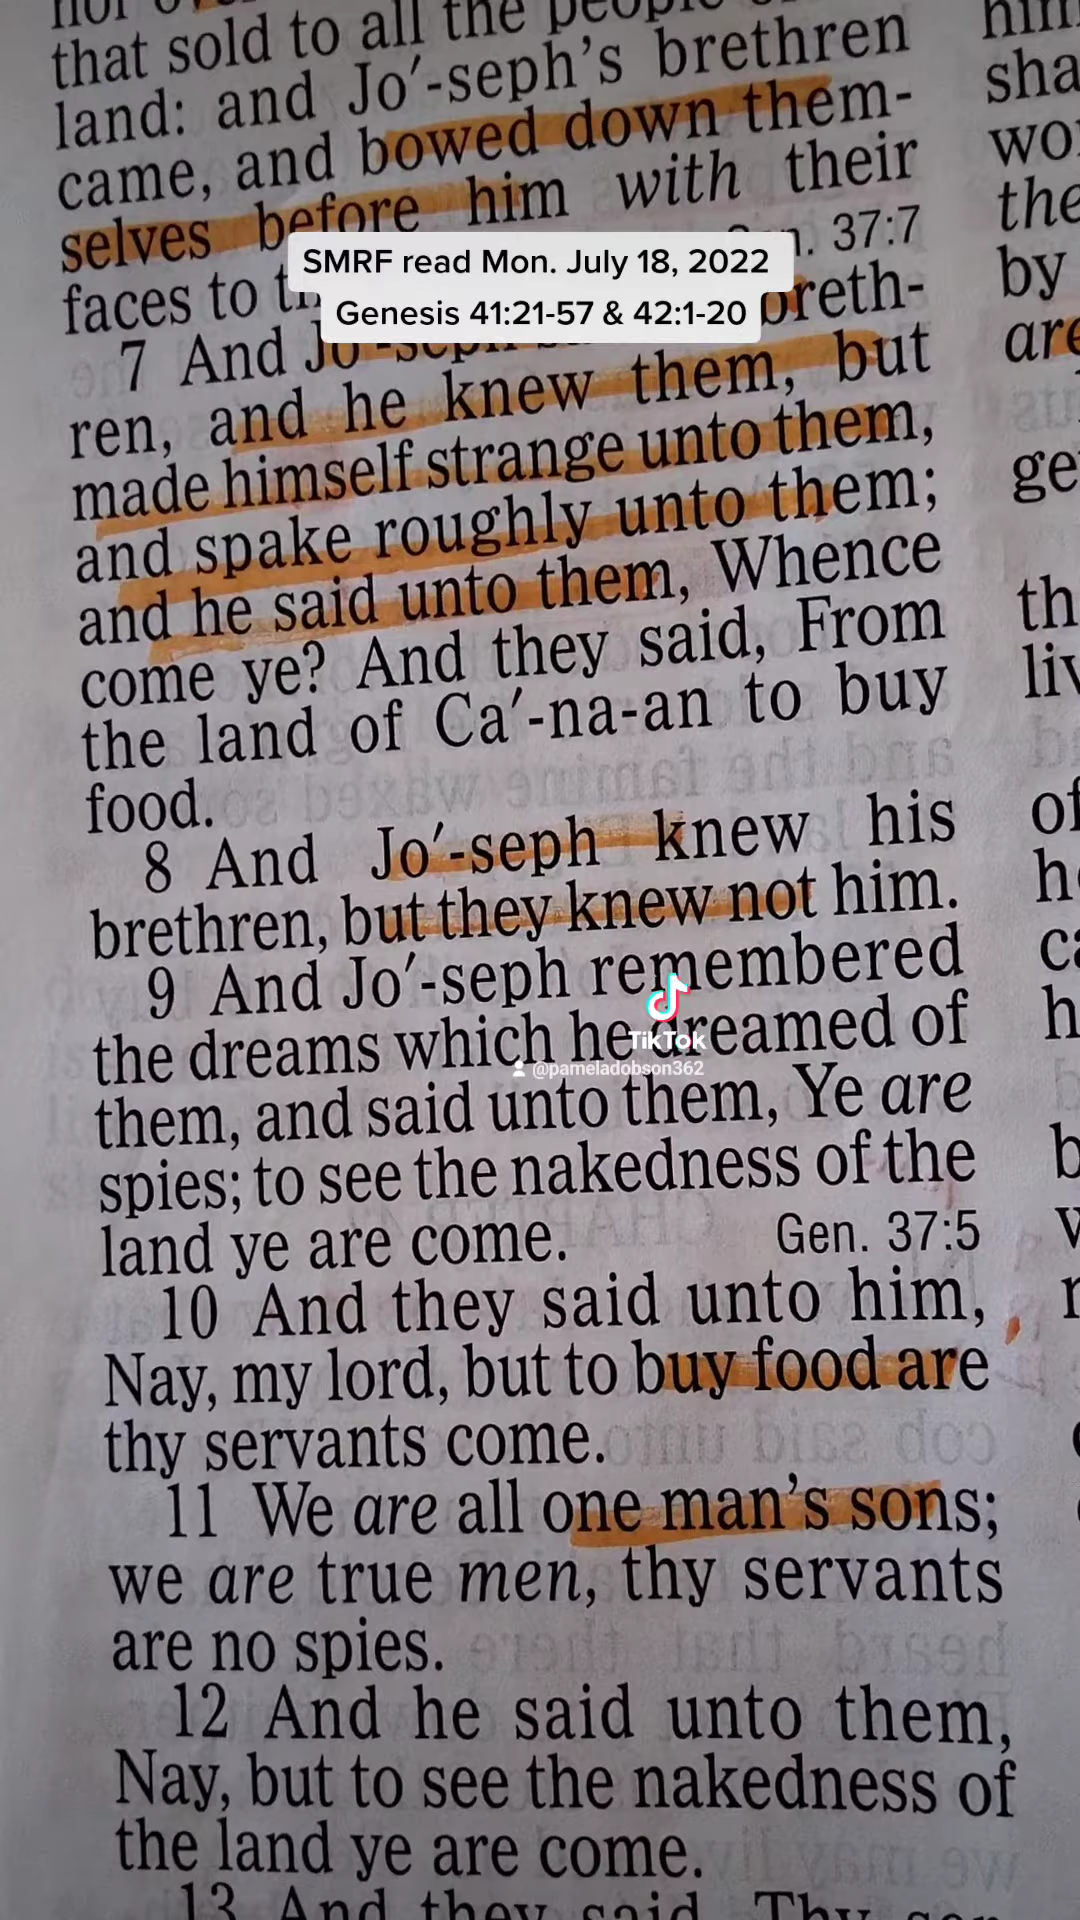 that sold to all the
land: and Jo′-seph's brethren
came, and bowed down them-
selves before him with their
37:7
faces to
SMRF read Mon. July 18, 2022
Genesis 41:21-57 & 42:1-20
7 And breth-
ren, and he knew them, but
made himself strange unto them,
and spake roughly unto them;
and he said unto them, Whence
come ye? And they said, From
the land of Ca′-na-an to buy
food.
8 And Jo′-seph knew his
brethren, but they knew not him.
9 And Jo′-seph remembered
the dreams which he dreamed of
them, and said unto them, Ye are
spies; to see the nakedness of the
land ye are come. Gen. 37:5
10 And they said unto him,
Nay, my lord, but to buy food are
thy servants come.
11 We are all one man's sons;
we are true men, thy servants
are no spies.
12 And he said unto them,
Nay, but to see the nakedness of
the land ye are come.
13 And they said, Thy
TikTok
@pameladobson362
by